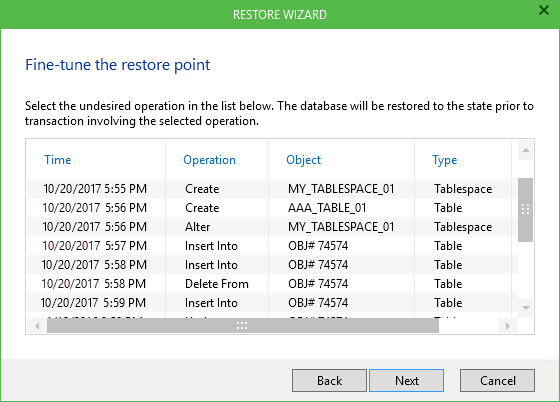 RESTORE WIZARD
Fine-tune the restore point
Select the undesired operation in the list below. The database will be restored to the state prior to
transaction involving the selected operation.
Time Operation Object Type
10/20/2017 5:55 PM Create MY_TABLESPACE_01 Tablespace
10/20/2017 5:56 PM Create AAA_TABLE_01 Table
10/20/2017 5:56 PM Alter MY_TABLESPACE_01 Tablespace
10/20/2017 5:57 PM Insert Into OBJ# 74574 Table
10/20/2017 5:58 PM Insert Into OBJ# 74574 Table
10/20/2017 5:58 PM Delete From OBJ# 74574 Table
10/20/2017 5:59 PM Insert Into OBJ# 74574 Table
Back Next Cancel